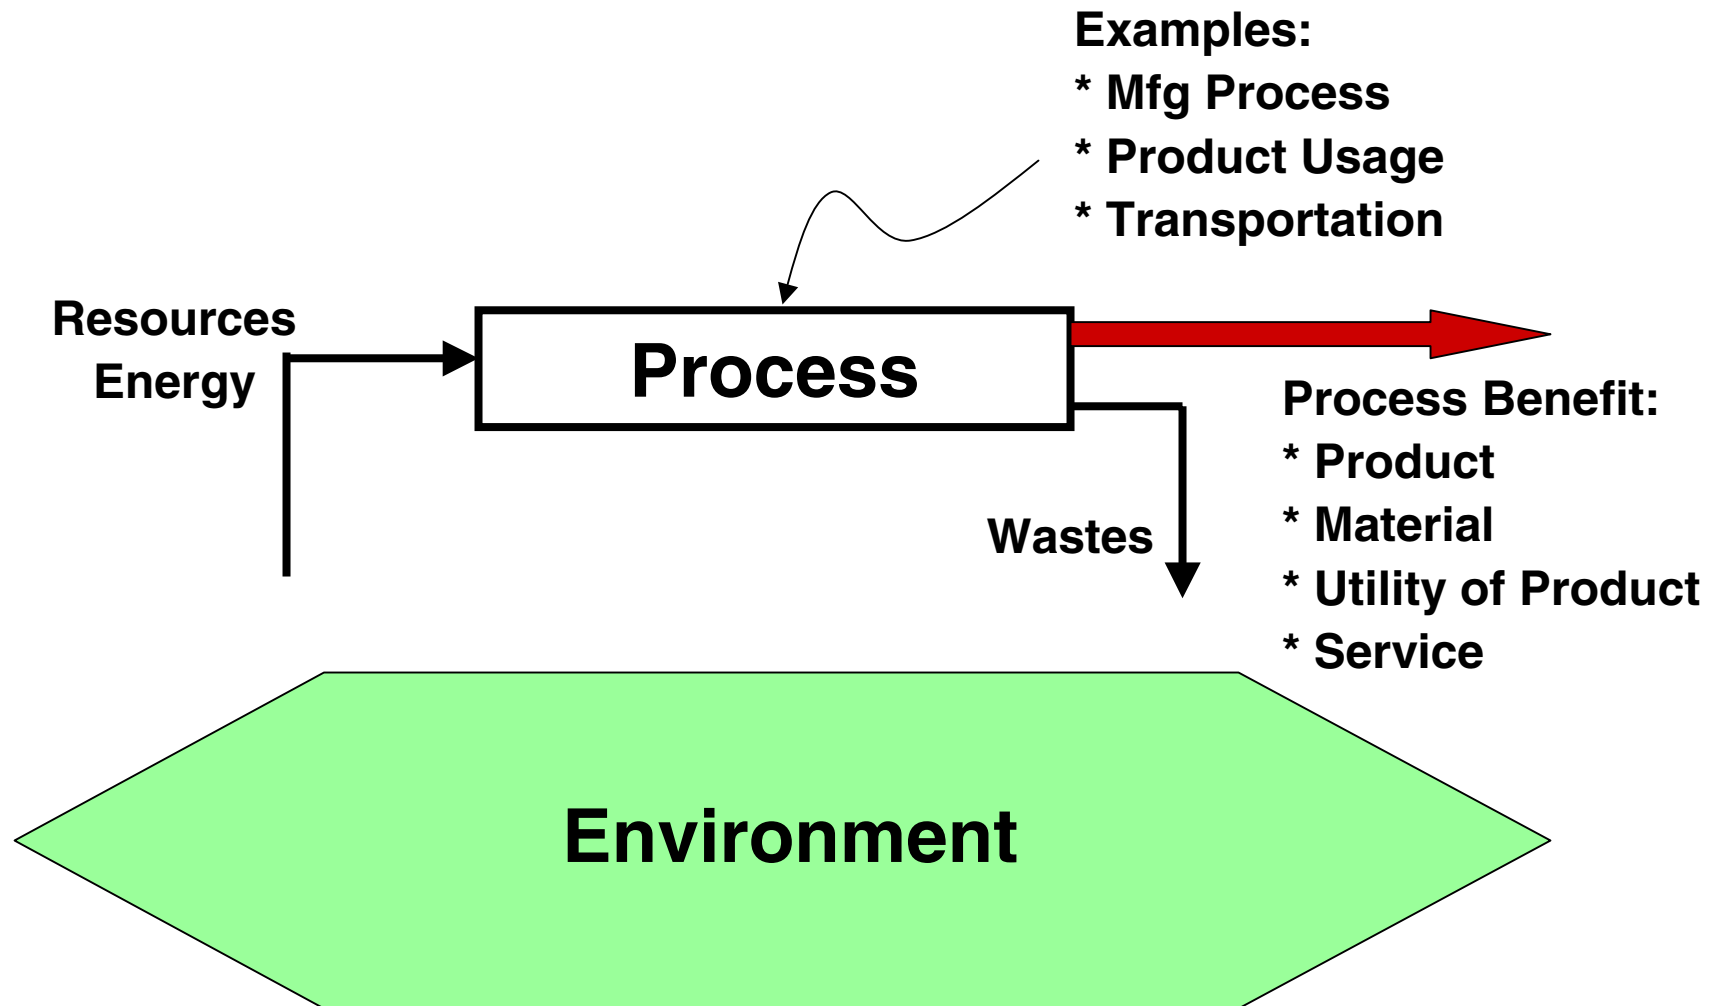 Examples:
* Mfg Process
* Product Usage
* Transportation
Resources
Energy
Process
Process Benefit:
* Product
* Material
* Utility of Product
* Service
Wastes
Environment